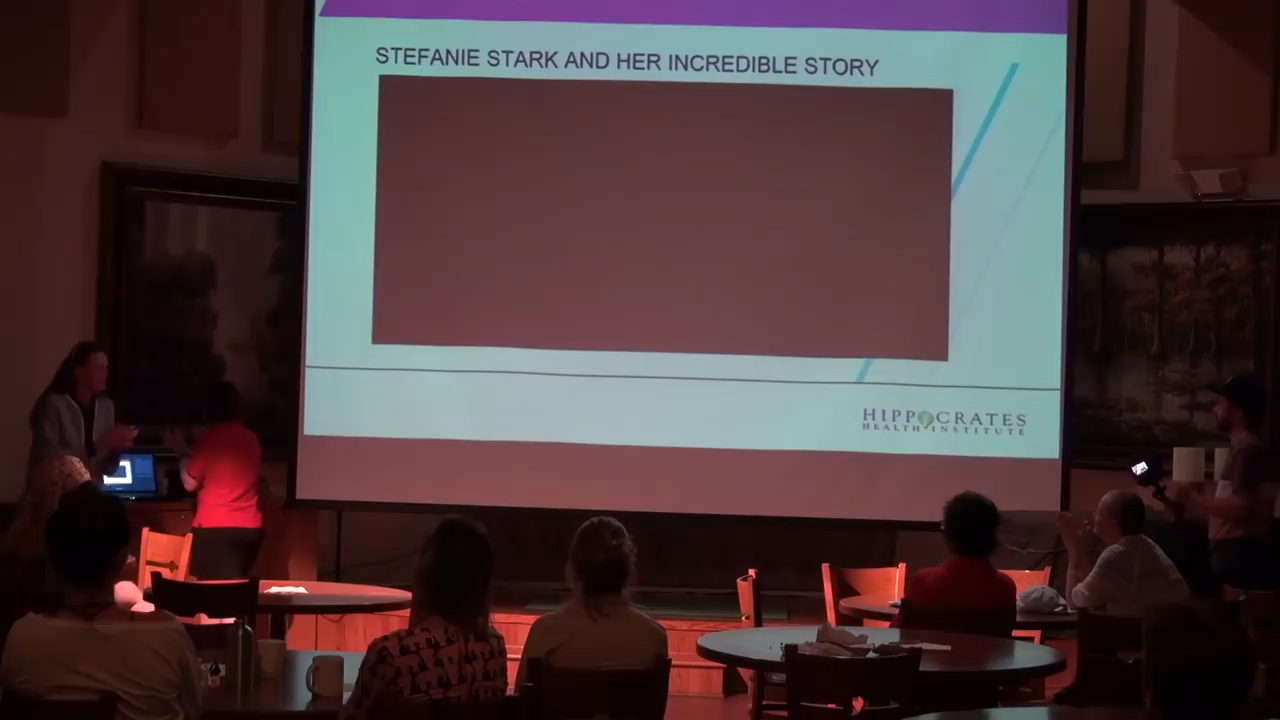 STEFANIE STARK AND HER INCREDIBLE STORY
HIPPOCRATES
HEALTH INSTITUTE